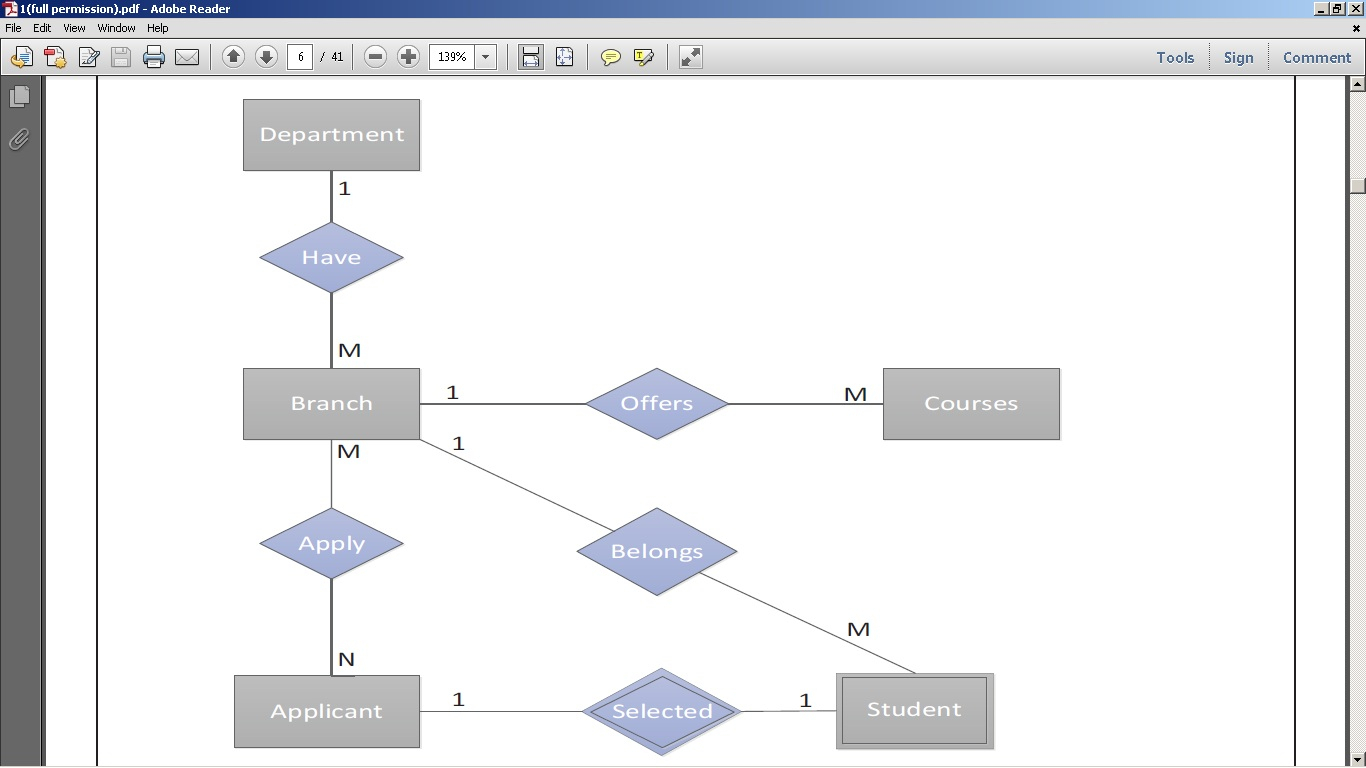 1(full permission).pdf - Adobe Reader
File Edit View Window Help
6 / 41 139% Tools Sign Comment
Department
1
Have
M
Branch 1 Offers M Courses
M 1
Apply Belongs
M
N
Applicant 1 Selected 1 Student